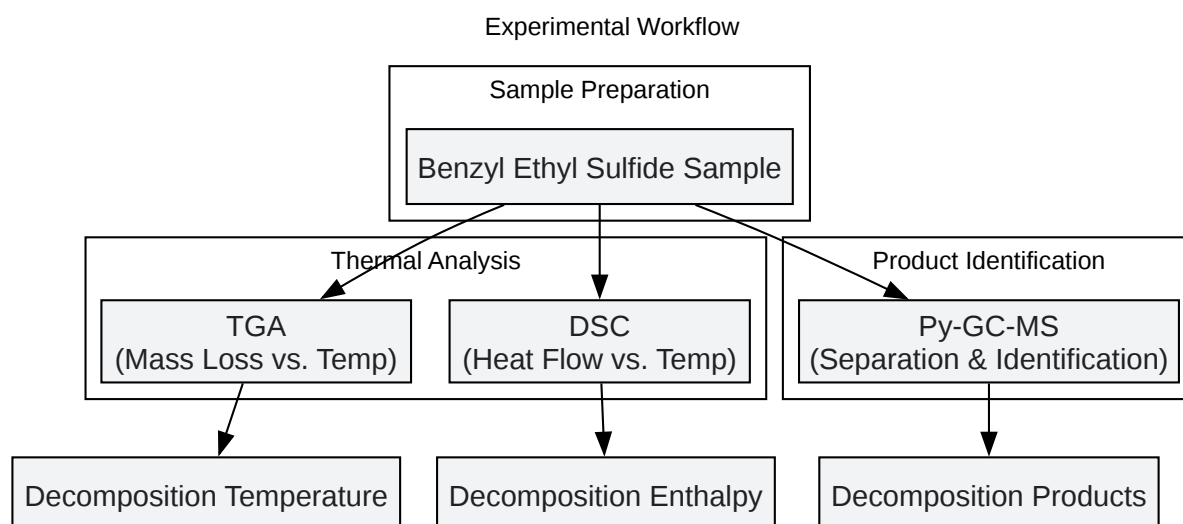 Experimental Workflow
Sample Preparation
Benzyl Ethyl Sulfide Sample
Thermal Analysis
Product Identification
TGA
(Mass Loss vs. Temp)
DSC
(Heat Flow vs. Temp)
Py-GC-MS
(Separation & Identification)
Decomposition Temperature
Decomposition Enthalpy
Decomposition Products